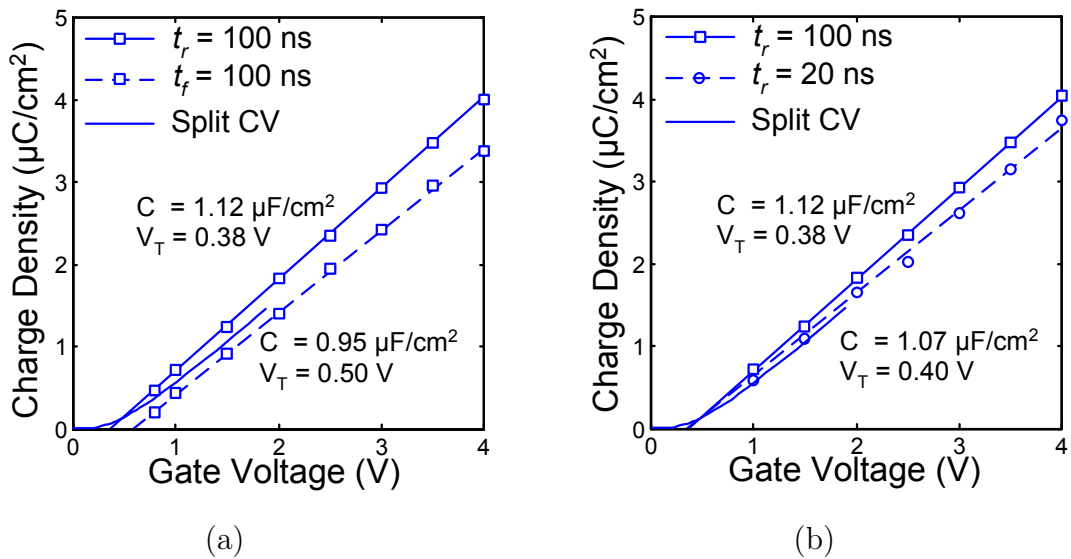 5
4
3
2
1
0
0
1
2
3
4
Charge Density (µC/cm²)
Gate Voltage (V)
t_r = 100 ns
t_f = 100 ns
Split CV
C = 1.12 µF/cm²
V_T = 0.38 V
C = 0.95 µF/cm²
V_T = 0.50 V
(a)
5
4
3
2
1
0
0
1
2
3
4
Charge Density (µC/cm²)
Gate Voltage (V)
t_r = 100 ns
t_r = 20 ns
Split CV
C = 1.12 µF/cm²
V_T = 0.38 V
C = 1.07 µF/cm²
V_T = 0.40 V
(b)